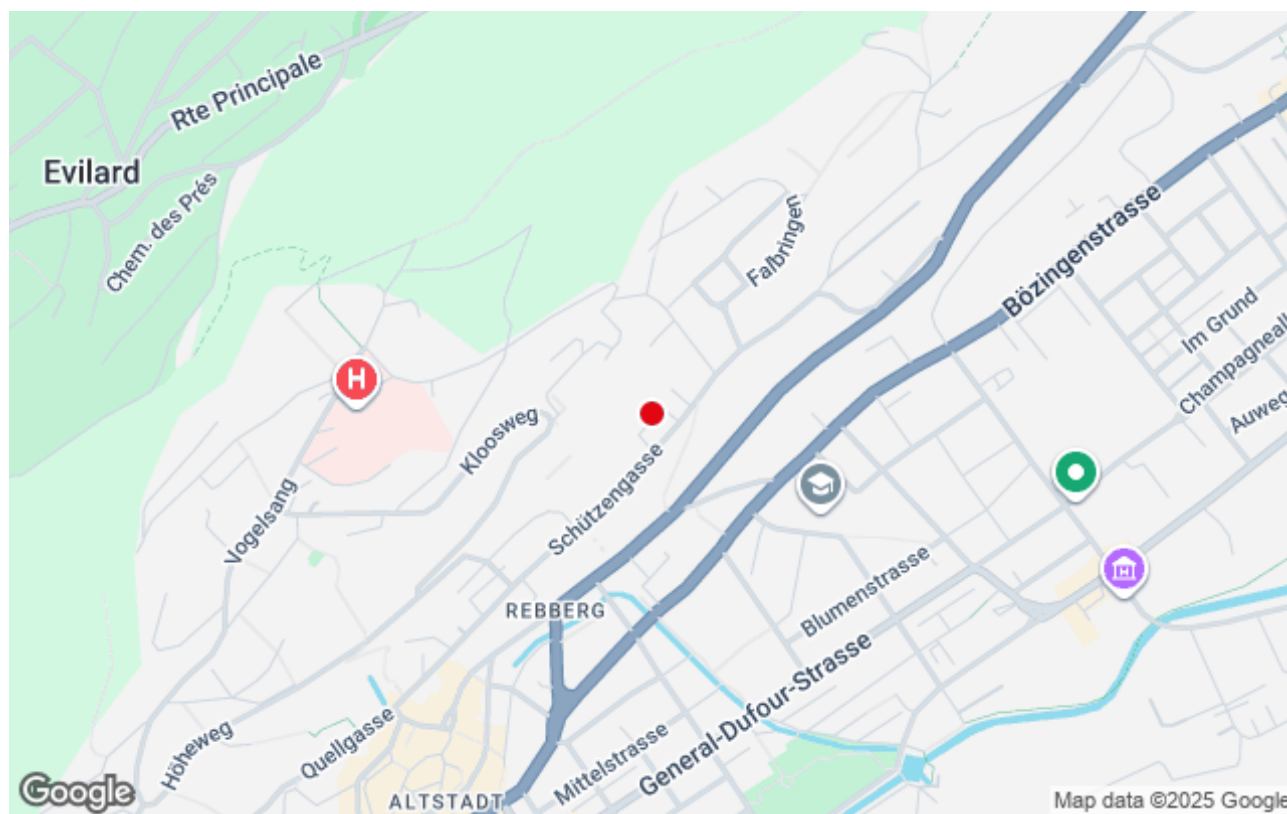 Rte Principale
Evilard
Chem. des Prés
Falbringen
Bözingenstrasse
Im Grund
Champagneall
Auweg
H
Kloosweg
Vogelsang
Schützengasse
REBBERG
Blumenstrasse
General-Dufour-Strasse
Höheweg
Quellgasse
Mittelstrasse
ALTSTADT
H
Google
Map data ©2025 Google